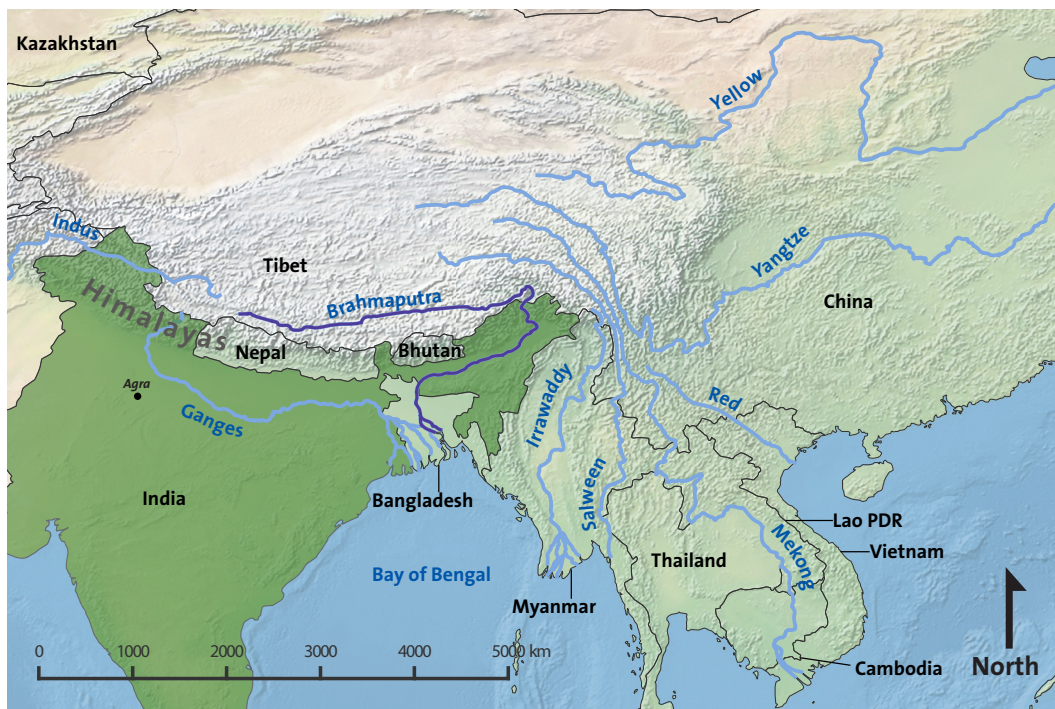 Kazakhstan
Yellow
Indus
Yangtze
Tibet
Himalayas
Brahmaputra
China
Nepal
Bhutan
Agra
Irrawaddy
Red
Ganges
India
Bangladesh
Salween
Lao PDR
Mekong
Vietnam
Thailand
Bay of Bengal
Myanmar
0 1000 2000 3000 4000 5000 km
Cambodia
North